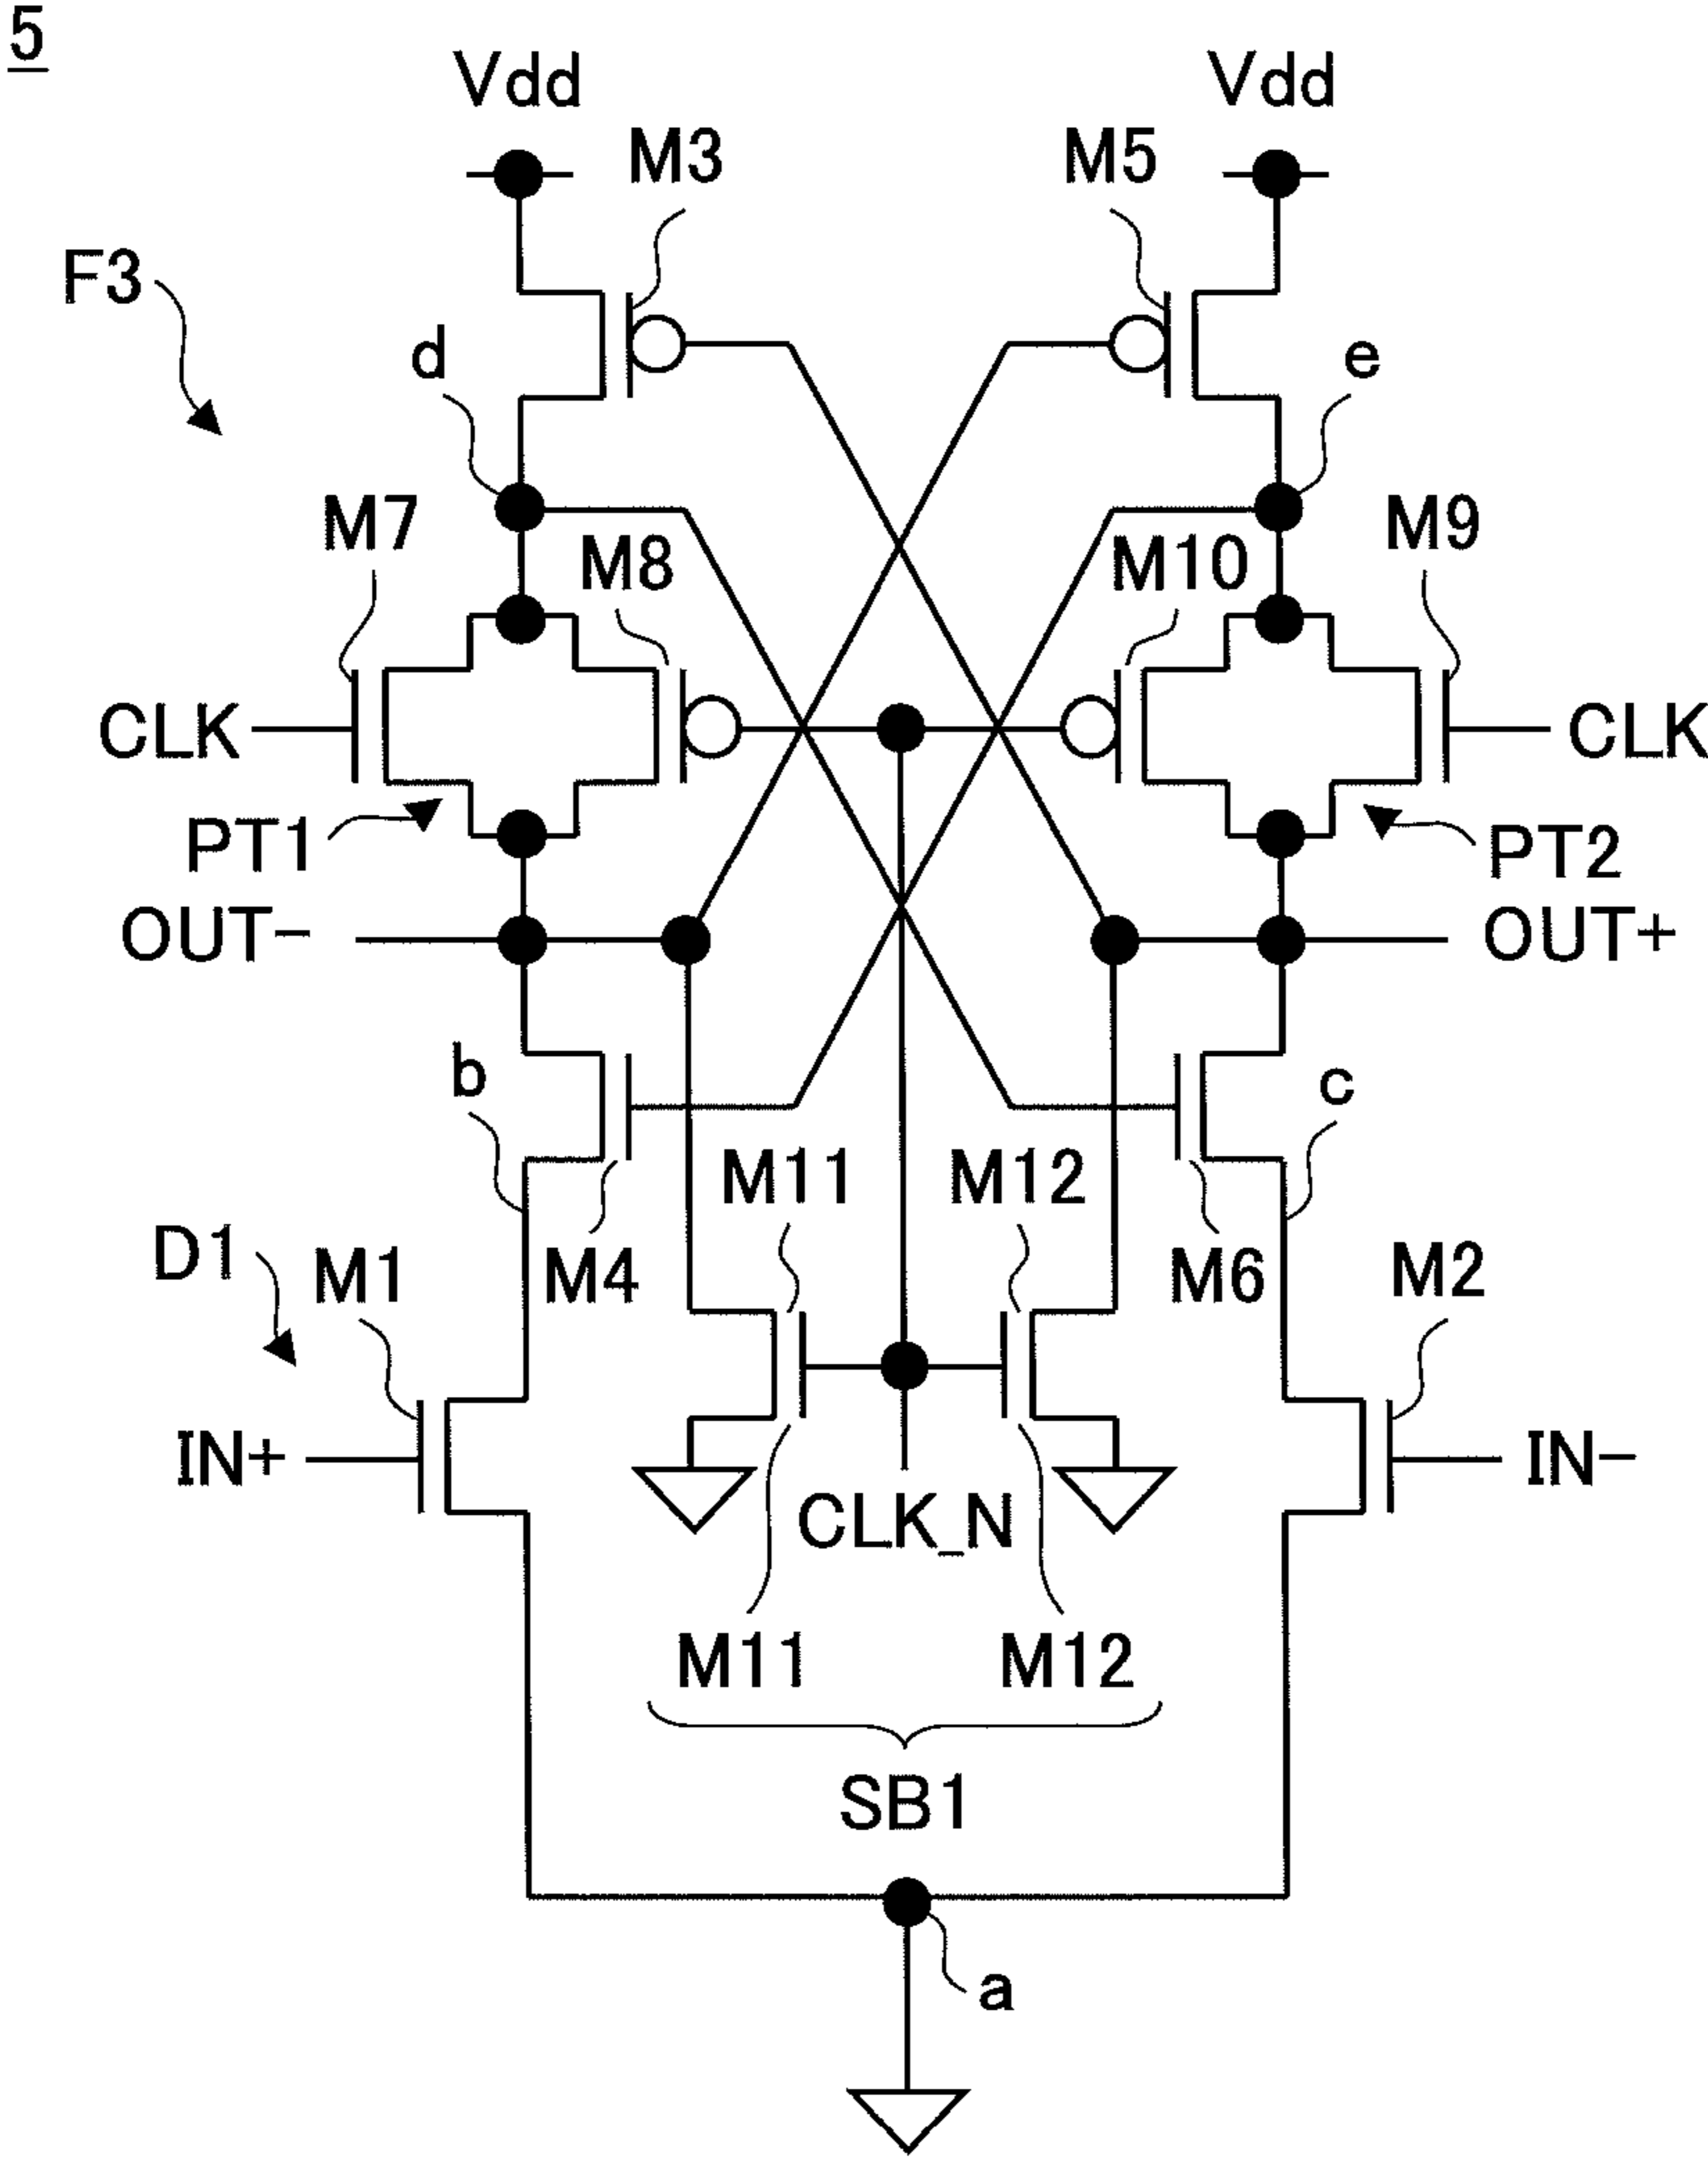 5
Vdd
Vdd
M3
M5
F3
d
e
M7
M8
M10
M9
CLK
CLK
PT1
PT2
OUT-
OUT+
b
c
M11
M12
D1
M1
M4
M6
M2
IN+
IN-
CLK_N
M11
M12
SB1
a